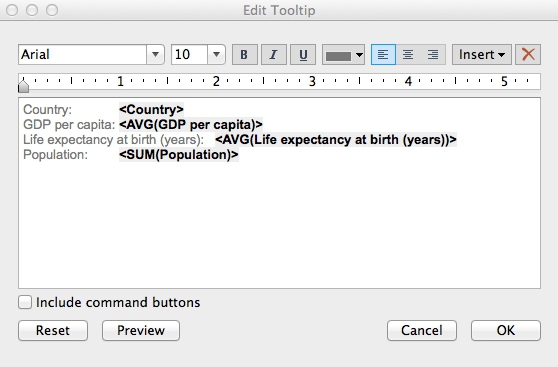 Edit Tooltip
Arial 10 B I U Insert
1 2 3 4 5
Country: <Country>
GDP per capita: <AVG(GDP per capita)>
Life expectancy at birth (years): <AVG(Life expectancy at birth (years))>
Population: <SUM(Population)>
Include command buttons
Reset Preview Cancel OK